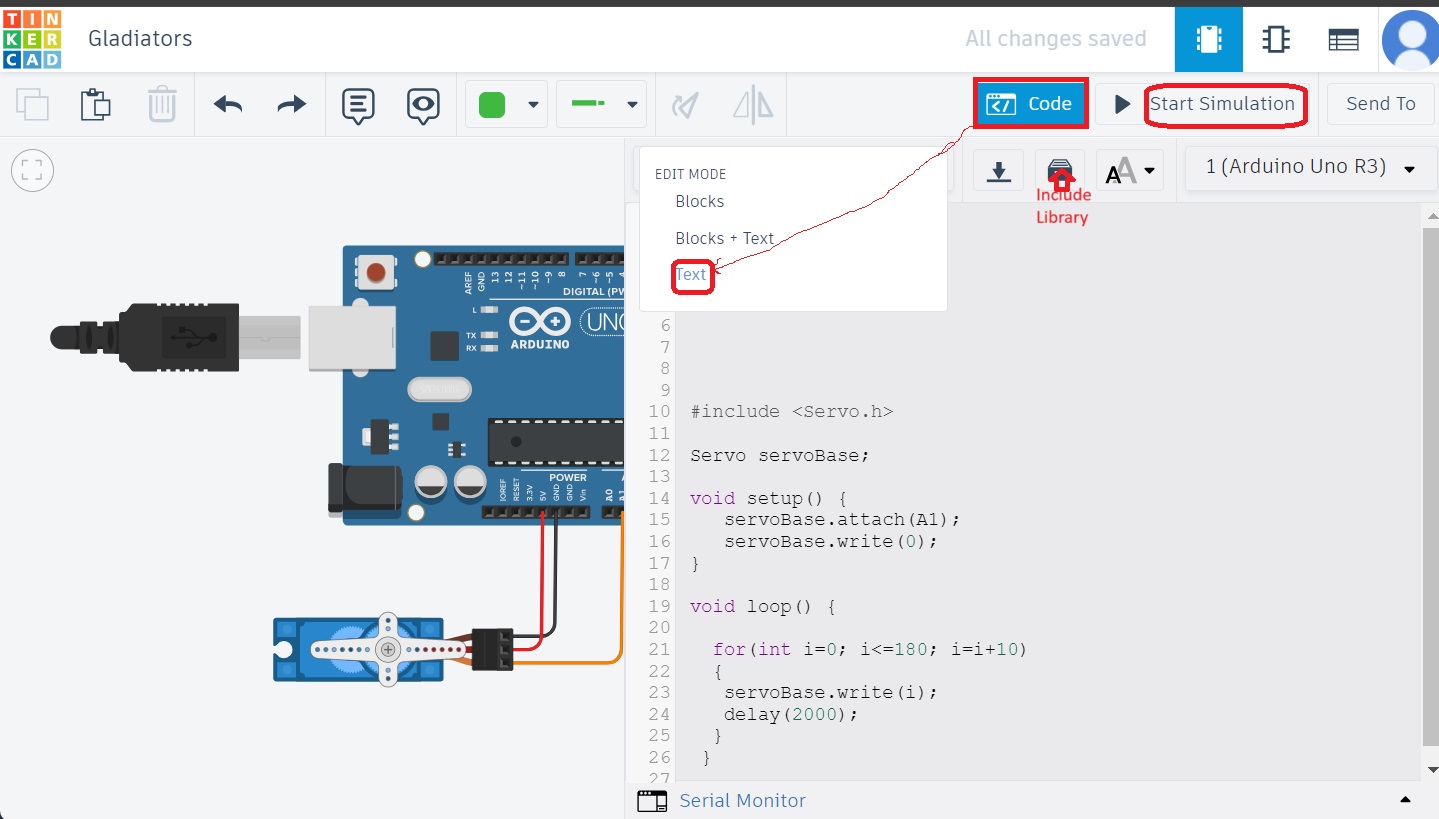 TIN
KER
CAD
Gladiators
All changes saved
Code
Start Simulation
Send To
EDIT MODE
Blocks
Blocks + Text
Text
Include
Library
AA
1 (Arduino Uno R3)
AREF
GND
13
12
~11
~10
~9
8
7
~6
~5
4
DIGITAL (PW
L
TX
RX
UNO
ARDUINO
POWER
IOREF
RESET
3.3V
5V
GND
GND
Vin
A0
A1
6
7
8
9
10 #include <Servo.h>
11
12 Servo servoBase;
13
14 void setup() {
15 servoBase.attach(A1);
16 servoBase.write(0);
17 }
18
19 void loop() {
20
21 for(int i=0; i<=180; i=i+10)
22 {
23 servoBase.write(i);
24 delay(2000);
25 }
26 }
27
Serial Monitor